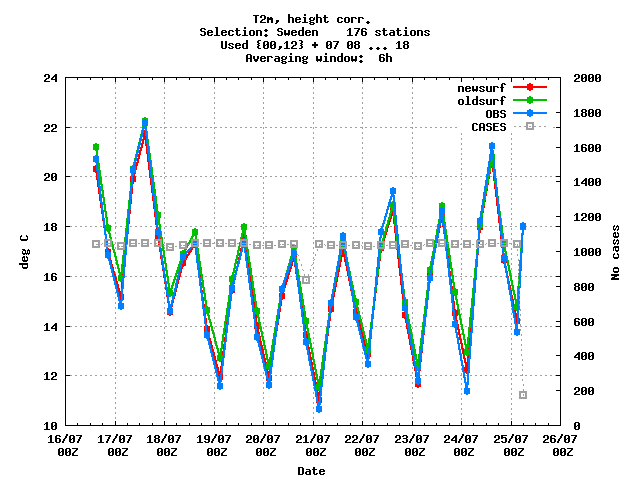 T2m, height corr.
Selection: Sweden    176 stations
Used {00,12} + 07 08 ... 18
Averaging window:  6h
deg C
24
22
20
18
16
14
12
10
newsurf
oldsurf
OBS
CASES
2000
1800
1600
1400
1200
1000
800
600
400
200
0
No cases
16/07 17/07 18/07 19/07 20/07 21/07 22/07 23/07 24/07 25/07 26/07
00Z 00Z 00Z 00Z 00Z 00Z 00Z 00Z 00Z 00Z 00Z
Date